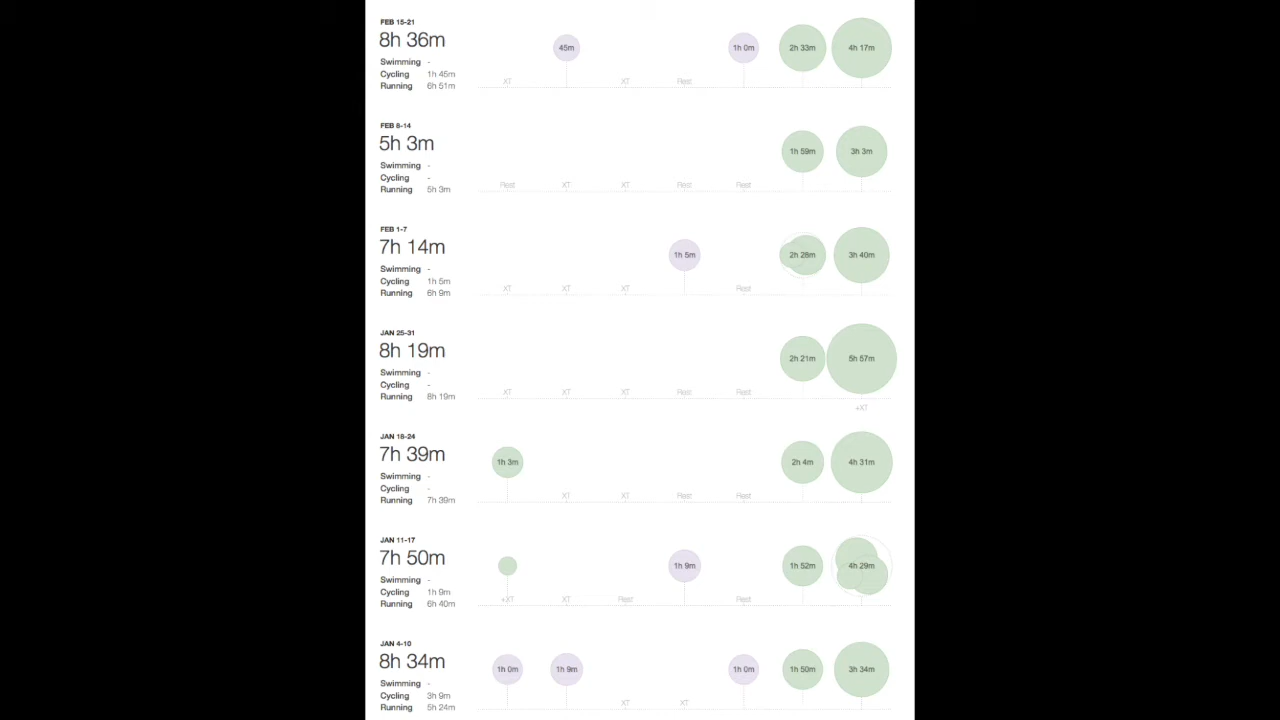 FEB 15-21
8h 36m
45m
1h 0m
2h 33m
4h 17m
Swimming -
Cycling 1h 45m
Running 6h 51m
XT
XT
Rest
FEB 8-14
5h 3m
1h 59m
3h 3m
Swimming -
Cycling -
Running 5h 3m
Rest
XT
XT
Rest
Rest
FEB 1-7
7h 14m
1h 5m
2h 28m
3h 40m
Swimming -
Cycling 1h 5m
Running 6h 9m
XT
XT
XT
Rest
JAN 25-31
8h 19m
2h 21m
5h 57m
Swimming -
Cycling -
Running 8h 19m
XT
XT
XT
Rest
Rest
+XT
JAN 18-24
7h 39m
1h 3m
2h 4m
4h 31m
Swimming -
Cycling -
Running 7h 39m
XT
XT
Rest
Rest
JAN 11-17
7h 50m
1h 9m
1h 52m
4h 29m
Swimming -
Cycling 1h 9m
Running 6h 40m
+XT
XT
Rest
Rest
JAN 4-10
8h 34m
1h 0m
1h 9m
1h 0m
1h 50m
3h 34m
Swimming -
Cycling 3h 9m
Running 5h 24m
XT
XT